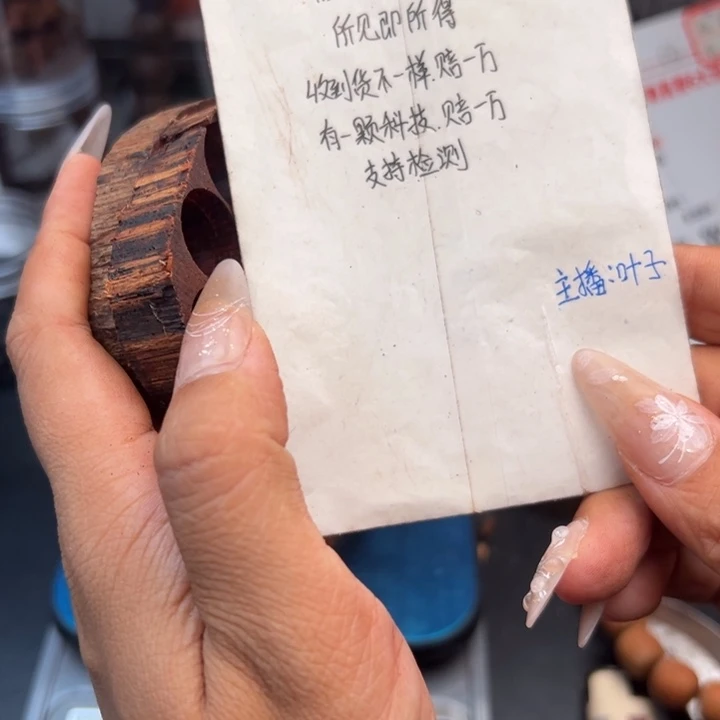 所见即所得
收到货不一样.赔一万
有一颗科技.赔一万
支持检测
主播:叶子